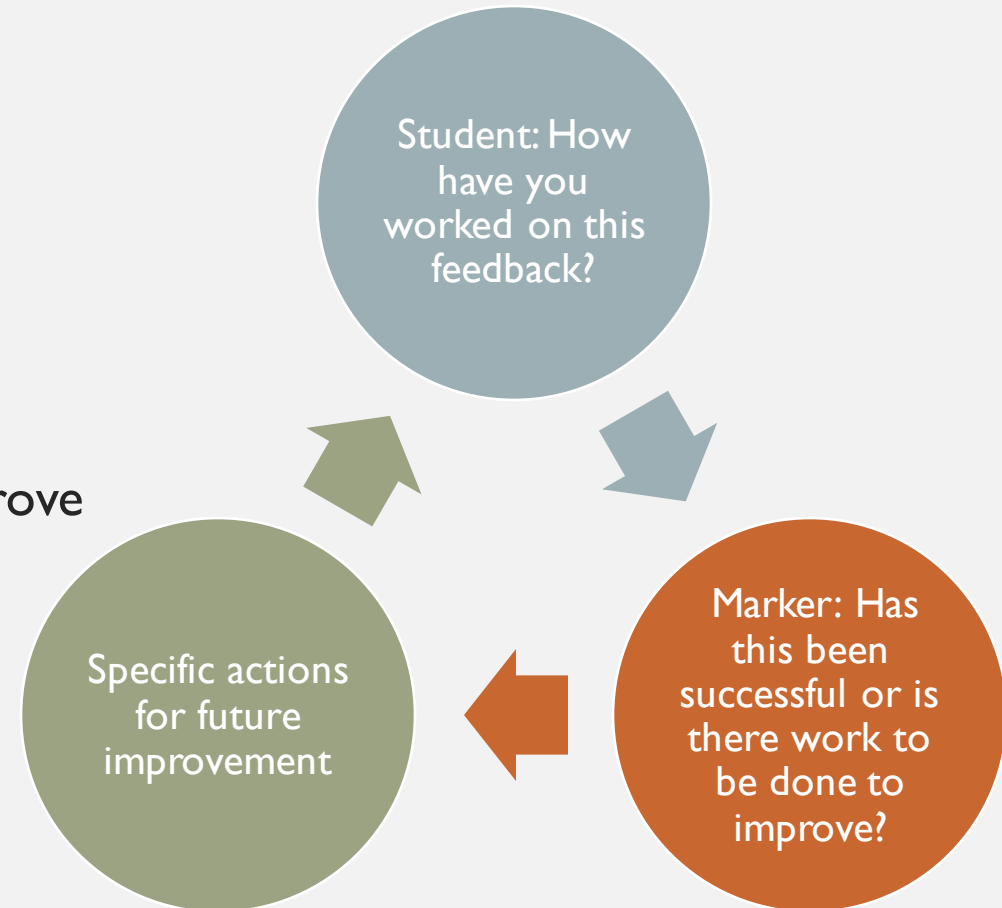 Student: How
have you
worked on this
feedback?
Specific actions
for future
improvement
Marker: Has
this been
successful or is
there work to
be done to
improve?